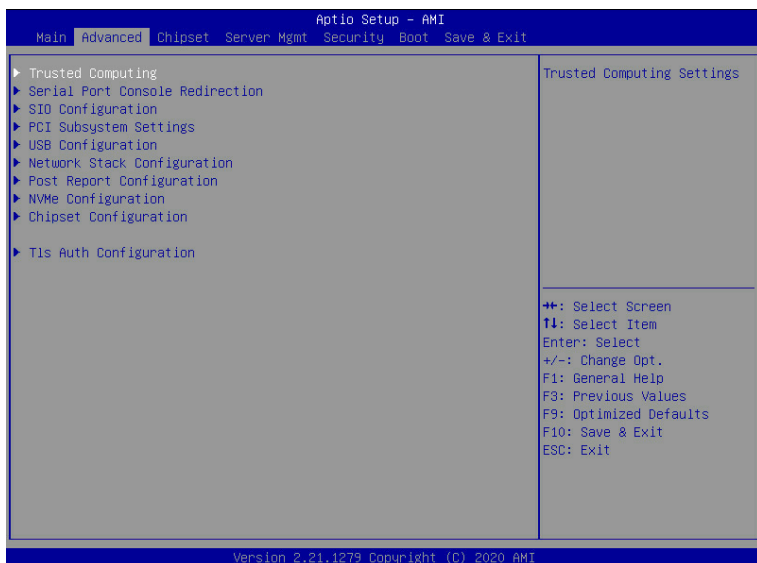 Aptio Setup – AMI
Main Advanced Chipset Server Mgmt Security Boot Save & Exit
Trusted Computing
Serial Port Console Redirection
SIO Configuration
PCI Subsystem Settings
USB Configuration
Network Stack Configuration
Post Report Configuration
NVMe Configuration
Chipset Configuration
Tls Auth Configuration
Trusted Computing Settings
→←: Select Screen
↑↓: Select Item
Enter: Select
+/-: Change Opt.
F1: General Help
F3: Previous Values
F9: Optimized Defaults
F10: Save & Exit
ESC: Exit
Version 2.21.1279 Copyright (C) 2020 AMI